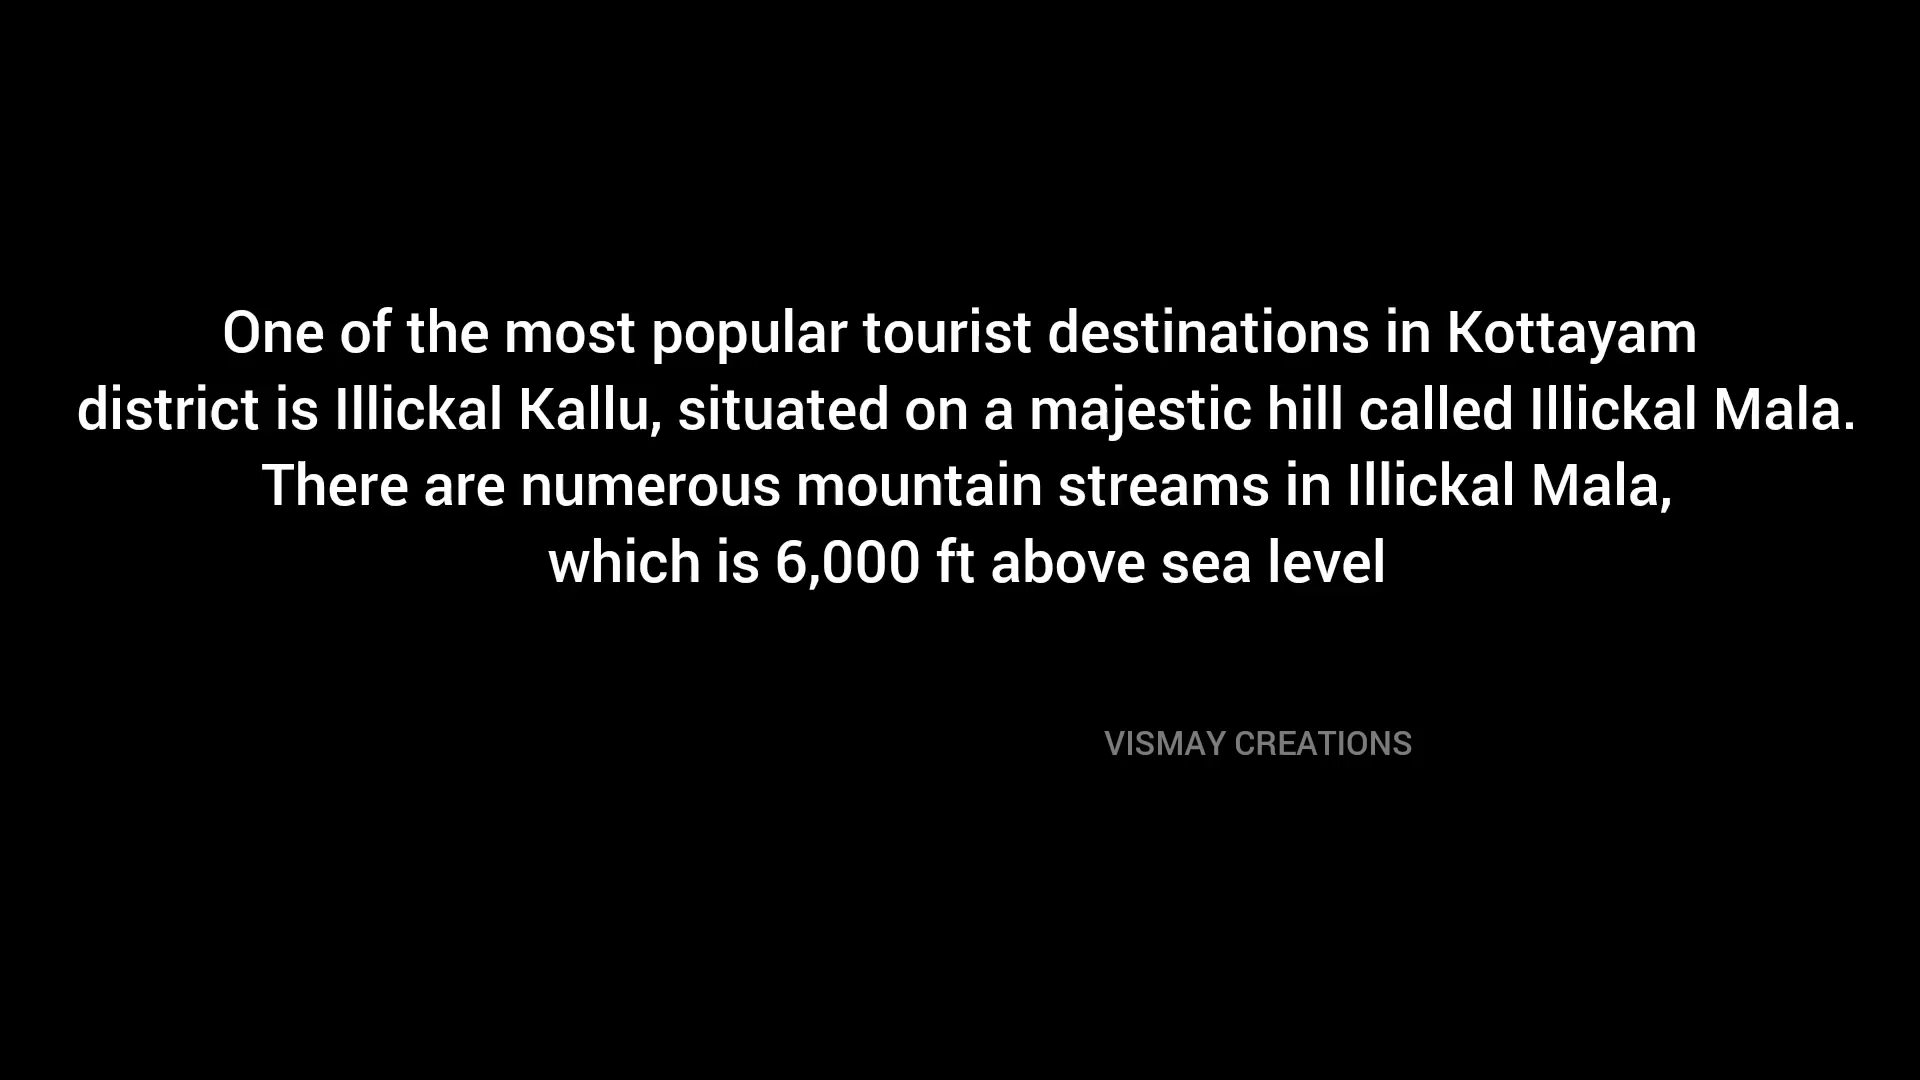 One of the most popular tourist destinations in Kottayam
district is Illickal Kallu, situated on a majestic hill called Illickal Mala.
There are numerous mountain streams in Illickal Mala,
which is 6,000 ft above sea level
VISMAY CREATIONS